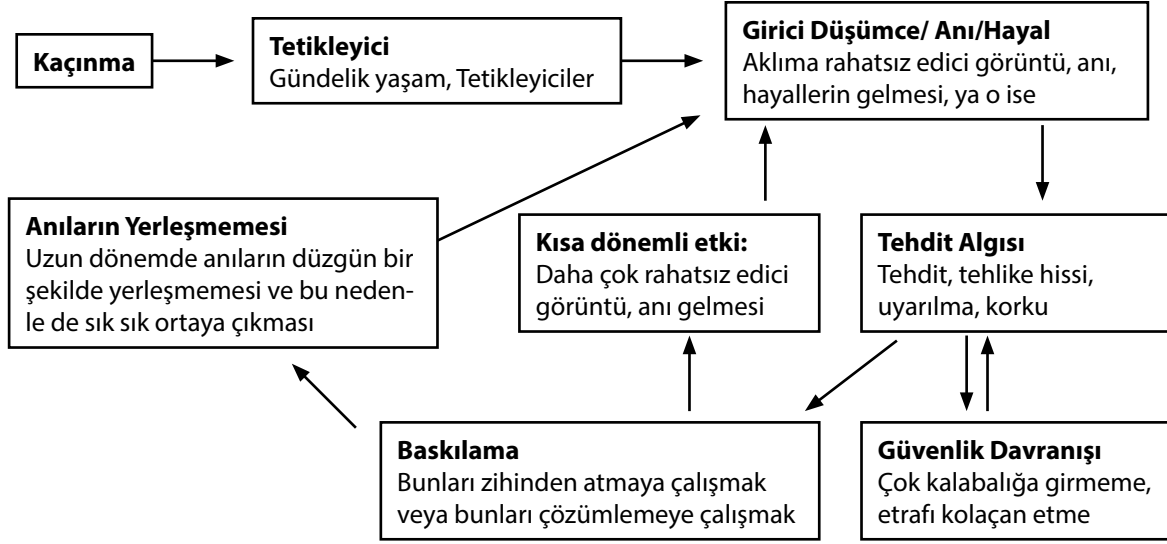 Kaçınma
Tetikleyici
Gündelik yaşam, Tetikleyiciler
Girici Düşümce/ Anı/Hayal
Aklıma rahatsız edici görüntü, anı,
hayallerin gelmesi, ya o ise
Anıların Yerleşmemesi
Uzun dönemde anıların düzgün bir
şekilde yerleşmemesi ve bu neden-
le de sık sık ortaya çıkması
Kısa dönemli etki:
Daha çok rahatsız edici
görüntü, anı gelmesi
Tehdit Algısı
Tehdit, tehlike hissi,
uyarılma, korku
Baskılama
Bunları zihinden atmaya çalışmak
veya bunları çözümlemeye çalışmak
Güvenlik Davranışı
Çok kalabalığa girmeme,
etrafı kolaçan etme